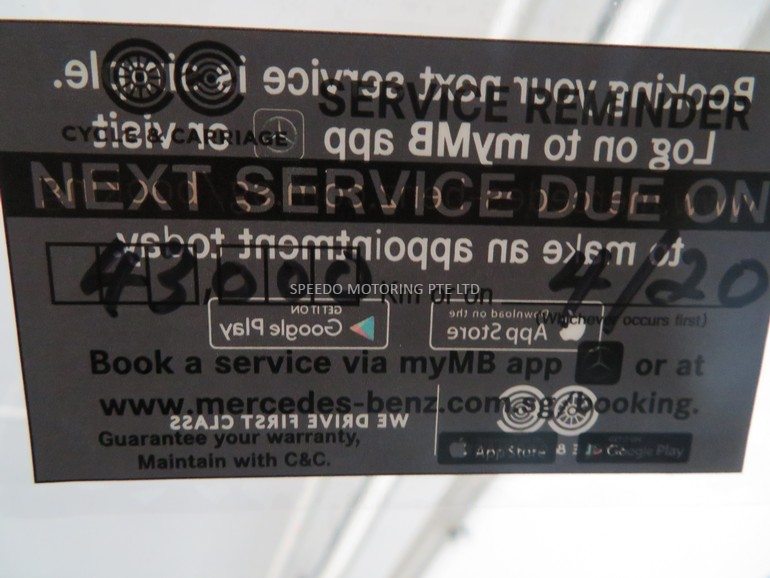 Booking your next service is simple.
SERVICE REMINDER
CYCLE & CARRIAGE
Log on to myMB app or visit
NEXT SERVICE DUE ON
to make an appointment today.
43,000 km or on 4/20
SPEEDO MOTORING PTE LTD
(Whichever occurs first)
GET IT ON
Google Play
Download on the
App Store
Book a service via myMB app or at
www.mercedes-benz.com.sg/booking.
WE DRIVE FIRST CLASS
Guarantee your warranty,
Maintain with C&C.
App Store
GET IT ON
Google Play